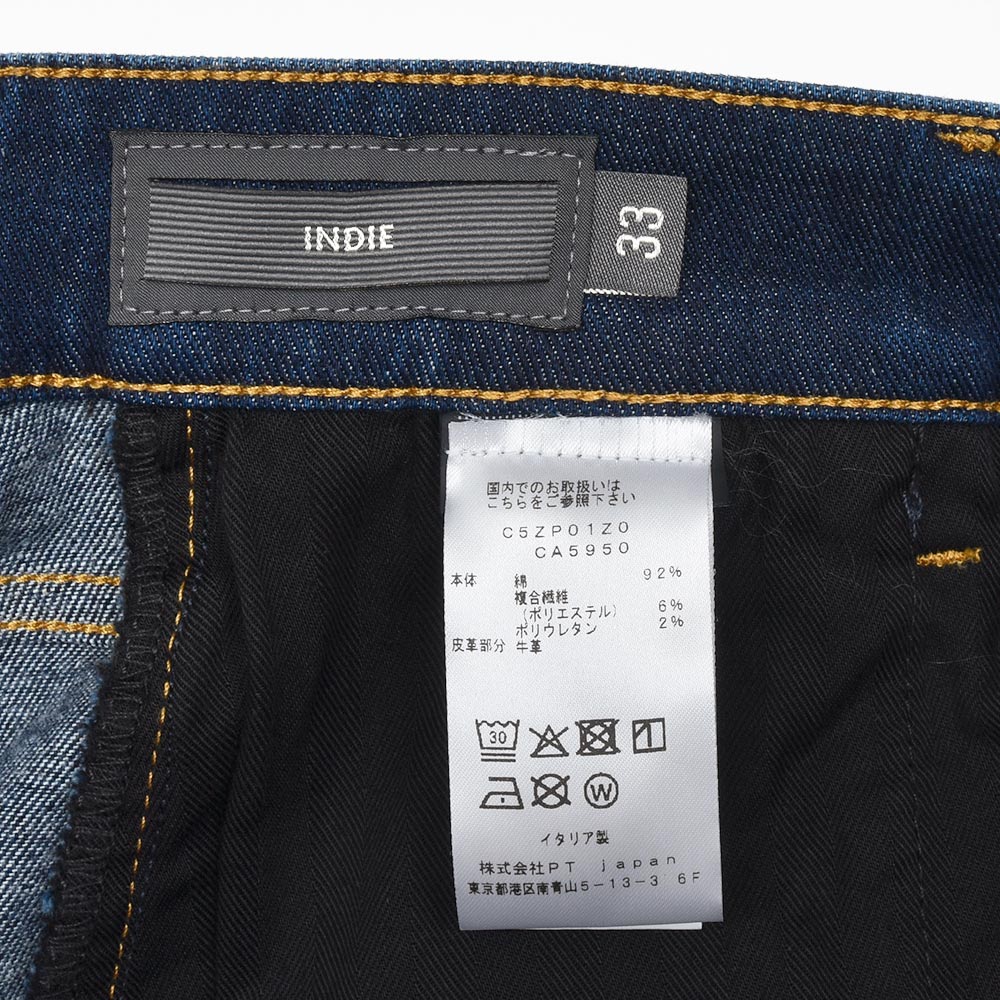 INDIE
33
国内でのお取扱いは
こちらをご参照下さい
C5ZP01Z0
CA5950
本体 綿 92%
複合繊維
(ポリエステル) 6%
ポリウレタン 2%
皮革部分 牛革
30
W
イタリア製
株式会社PT japan
東京都港区南青山5-13-3 6F